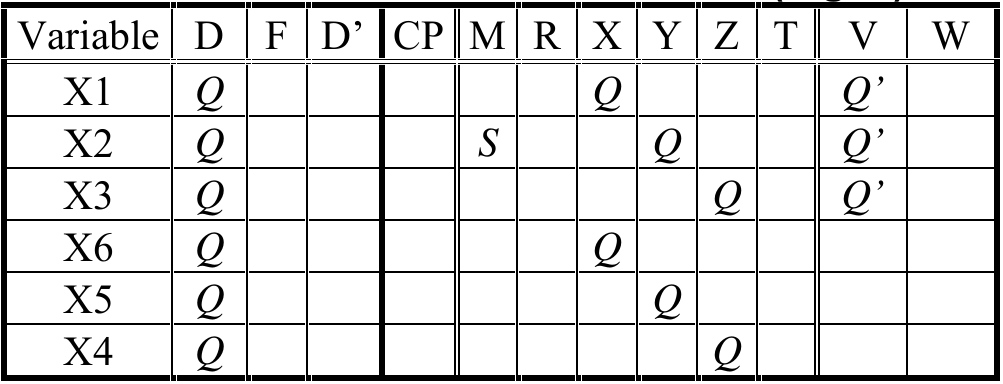 Variable D F D’ CP M R X Y Z T V W
X1 Q Q Q’
X2 Q S Q Q’
X3 Q Q Q’
X6 Q Q
X5 Q Q
X4 Q Q